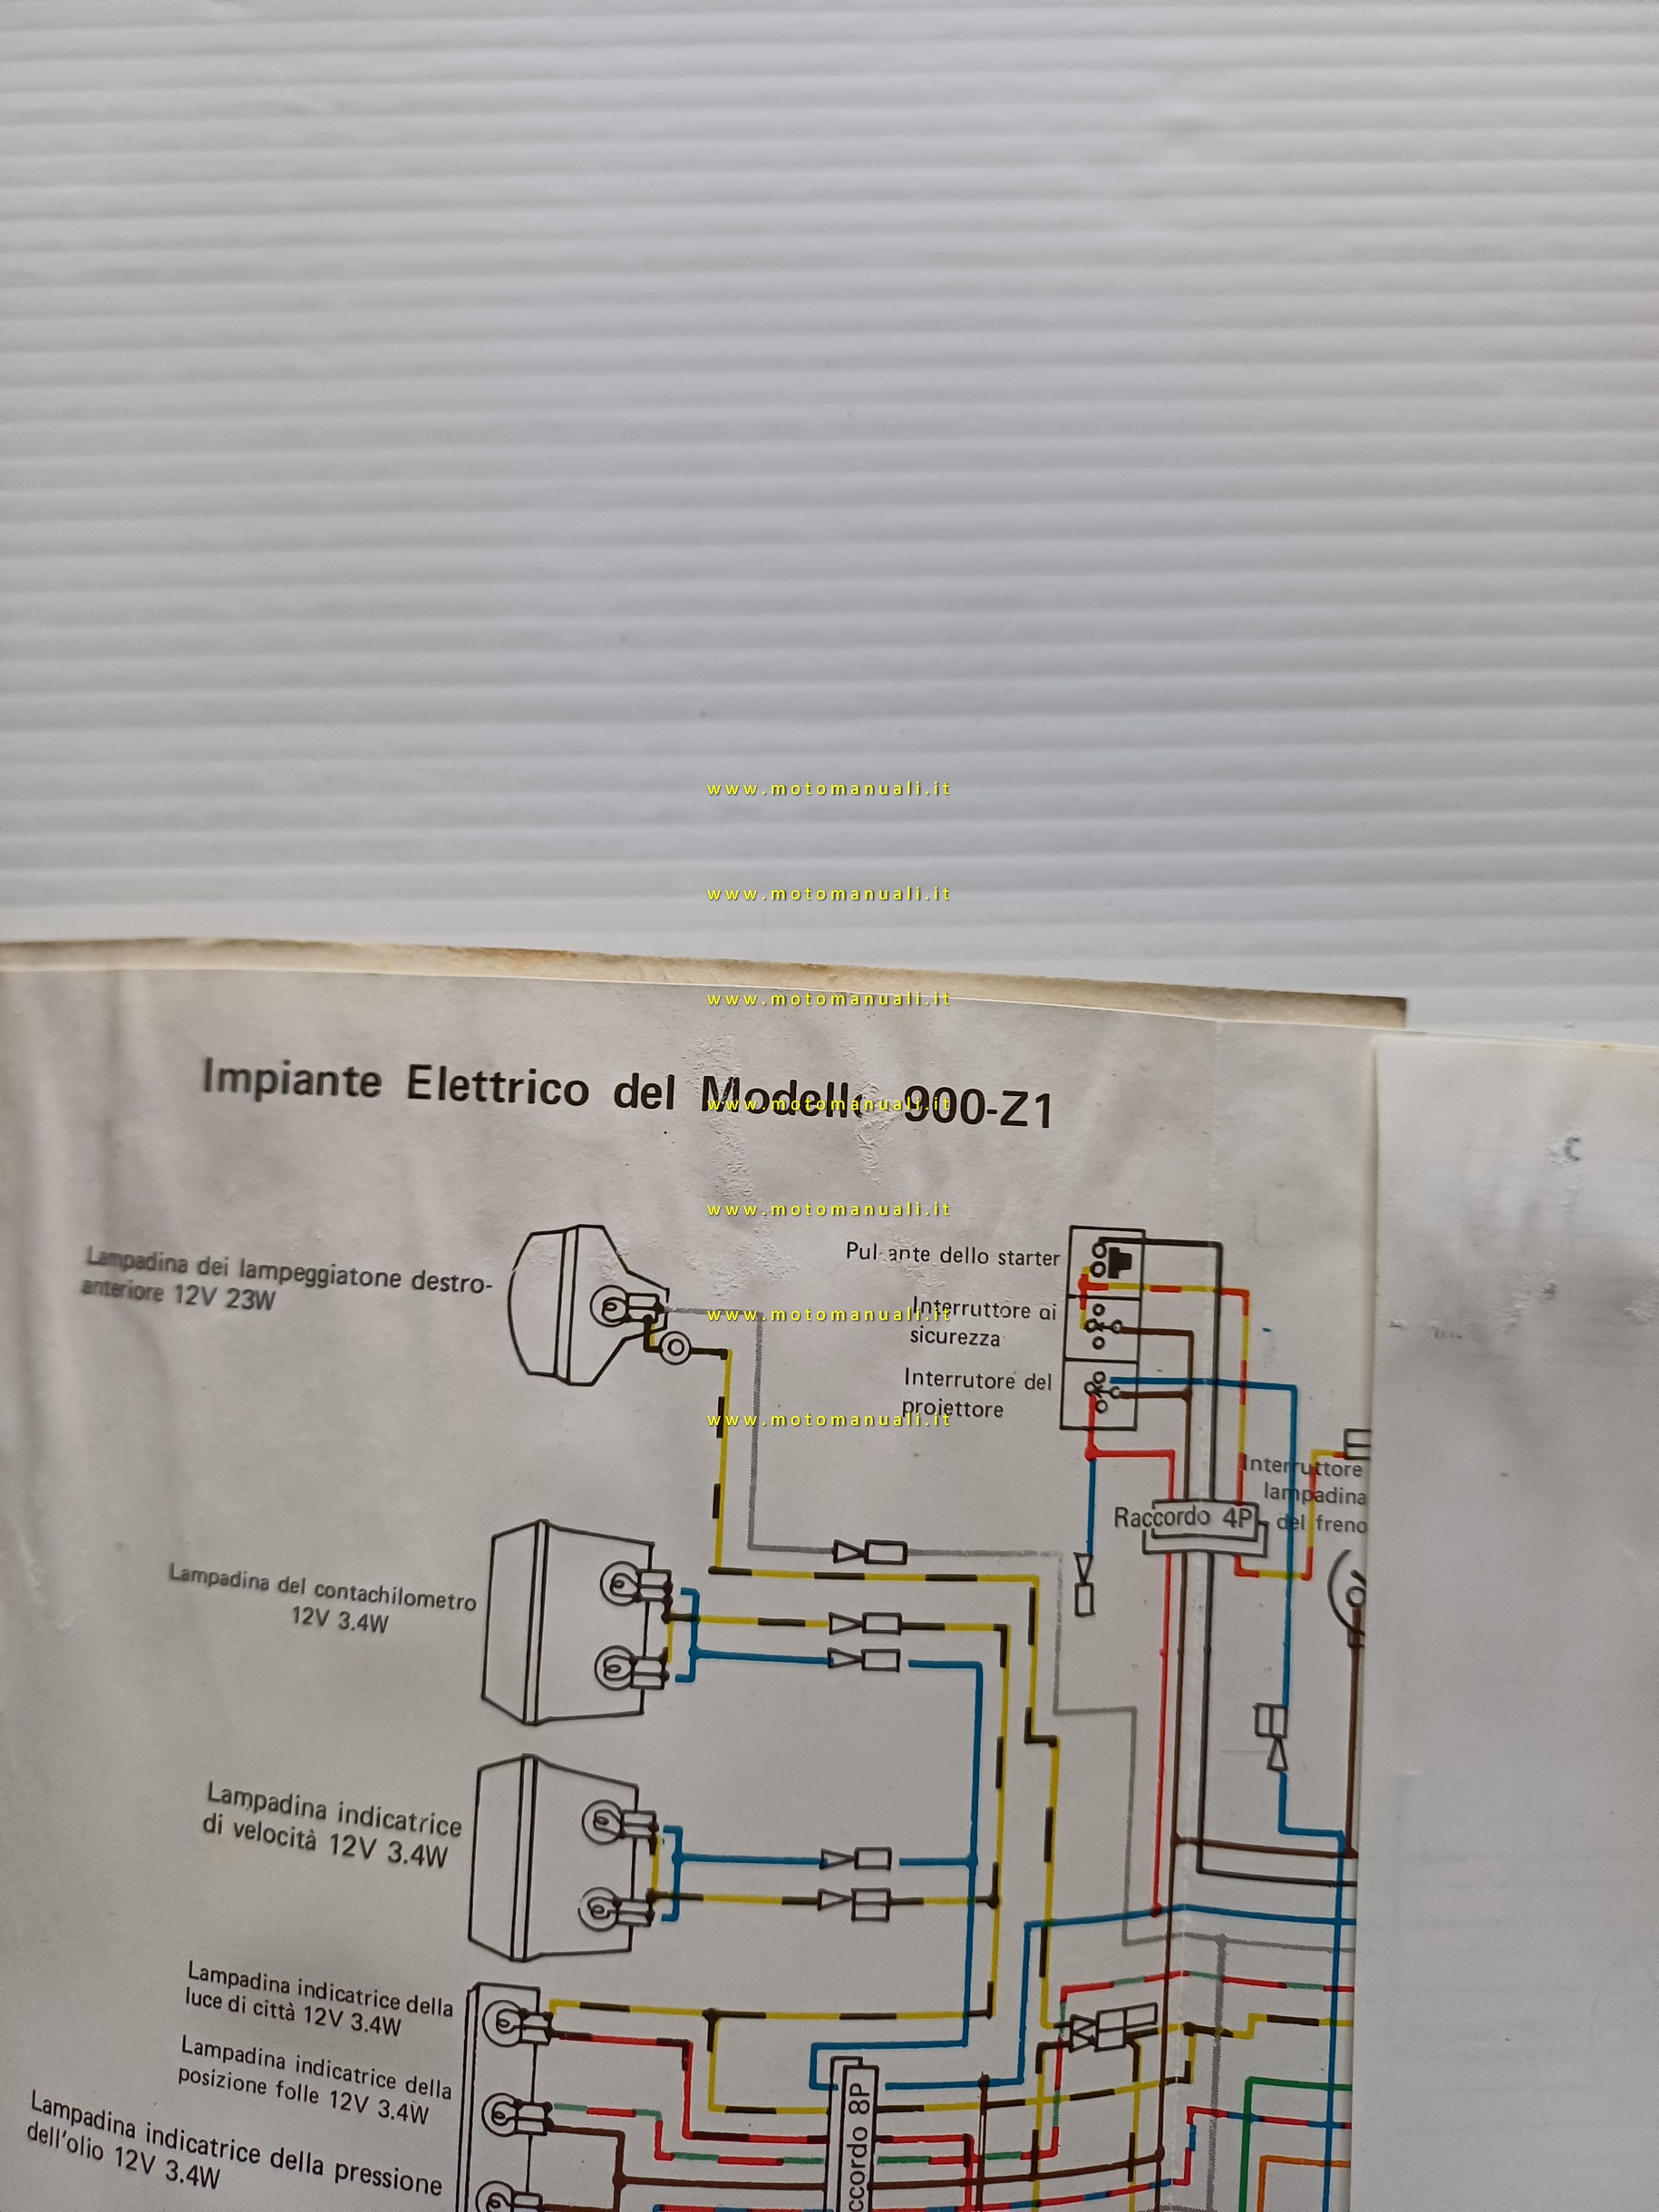 www.motomanuali.it
www.motomanuali.it
www.motomanuali.it
Impiante Elettrico del Modello 900-Z1
www.motomanuali.it
www.motomanuali.it
Lampadina dei lampeggiatone destro-
anteriore 12V 23W
Pulsante dello starter
Interruttore di
sicurezza
www.motomanuali.it
Interrutore del
proiettore
www.motomanuali.it
Interruttore
lampadina
del freno
Raccordo 4P
Lampadina del contachilometro
12V 3.4W
Lampadina indicatrice
di velocità 12V 3.4W
Lampadina indicatrice della
luce di città 12V 3.4W
Lampadina indicatrice della
posizione folle 12V 3.4W
Lampadina indicatrice della pressione
dell'olio 12V 3.4W
ccordo 8P